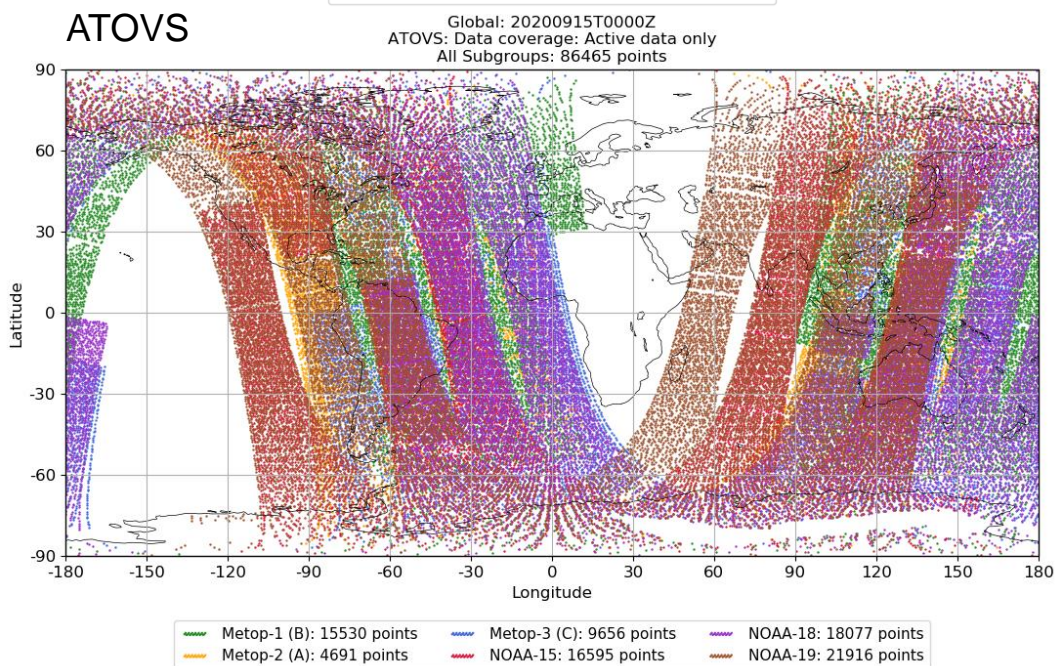 ATOVS
Global: 20200915T0000Z
ATOVS: Data coverage: Active data only
All Subgroups: 86465 points
90
60
30
0
-30
-60
-90
Latitude
-180 -150 -120 -90 -60 -30 0 30 60 90 120 150 180
Longitude
Metop-1 (B): 15530 points Metop-3 (C): 9656 points NOAA-18: 18077 points
Metop-2 (A): 4691 points NOAA-15: 16595 points NOAA-19: 21916 points